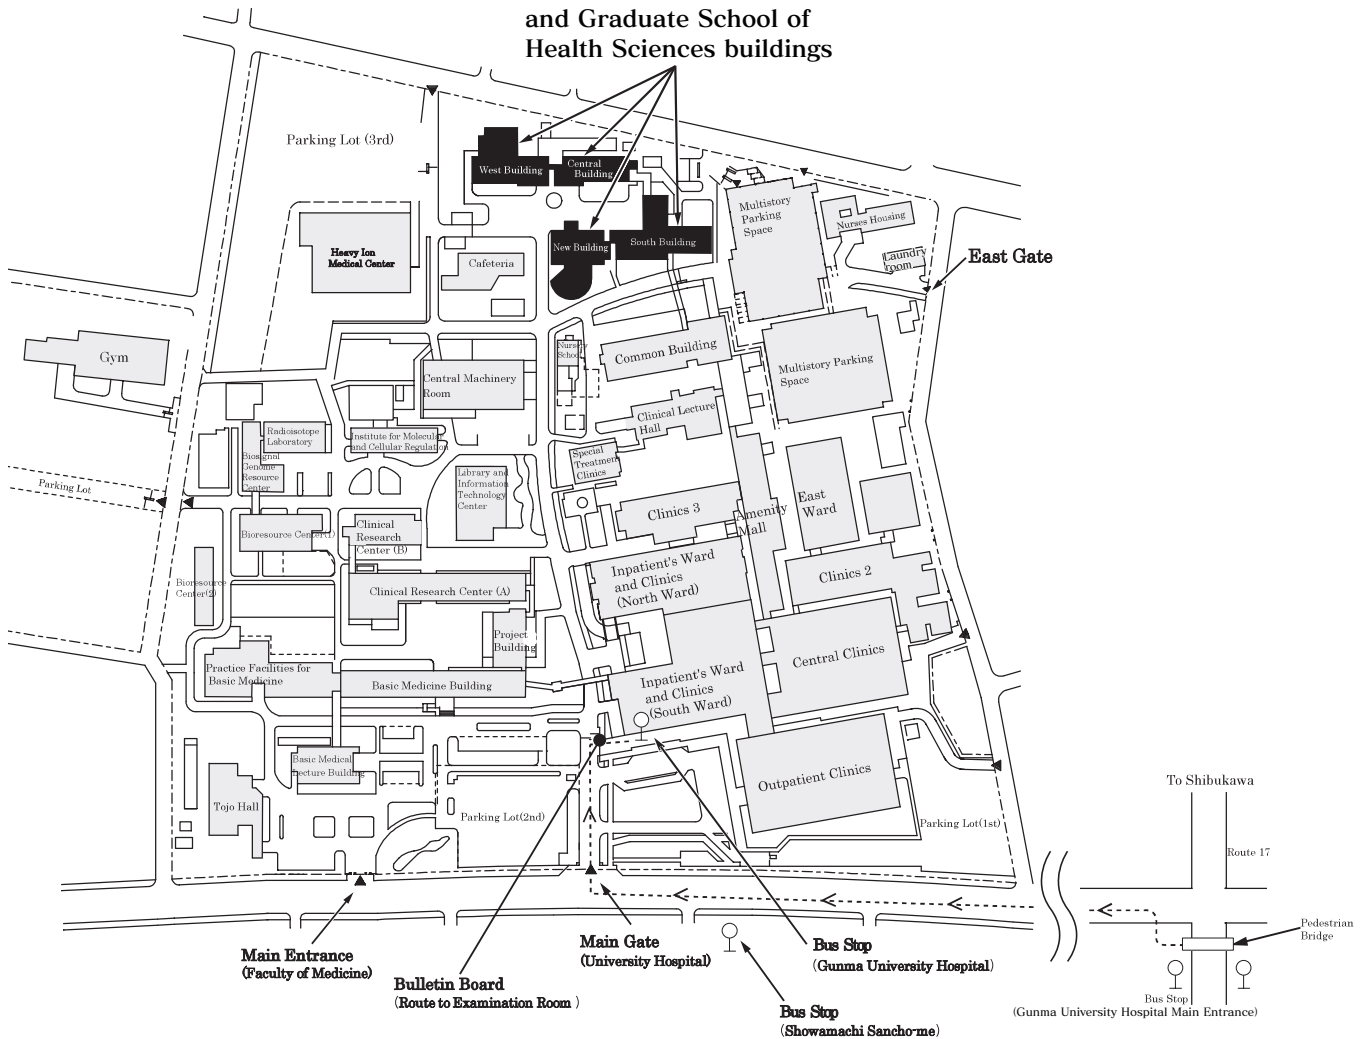 and Graduate School of
Health Sciences buildings
Parking Lot (3rd)
West Building
Central
Building
New Building
South Building
Multistory
Parking
Space
Nurses Housing
Laundry
room
East Gate
Heavy Ion
Medical Center
Cafeteria
Gym
Central Machinery
Room
Nursery
School
Common Building
Multistory Parking
Space
Clinical Lecture
Hall
Radioisotope
Laboratory
Institute for Molecular
and Cellular Regulation
Biosignal
Genome
Resource
Center
Library and
Information
Technology
Center
Special
Treatment
Clinics
Parking Lot
Clinics 3
Amenity
Mall
East
Ward
Bioresource Center(1)
Clinical
Research
Center (B)
Inpatient's Ward
and Clinics
(North Ward)
Clinics 2
Bioresource
Center(2)
Clinical Research Center (A)
Project
Building
Central Clinics
Practice Facilities for
Basic Medicine
Basic Medicine Building
Inpatient's Ward
and Clinics
(South Ward)
Basic Medical
Lecture Building
Outpatient Clinics
Tojo Hall
Parking Lot(2nd)
Parking Lot(1st)
To Shibukawa
Route 17
Pedestrian
Bridge
Main Entrance
(Faculty of Medicine)
Bulletin Board
(Route to Examination Room )
Main Gate
(University Hospital)
Bus Stop
(Gunma University Hospital)
Bus Stop
(Showamachi Sancho-me)
Bus Stop
(Gunma University Hospital Main Entrance)